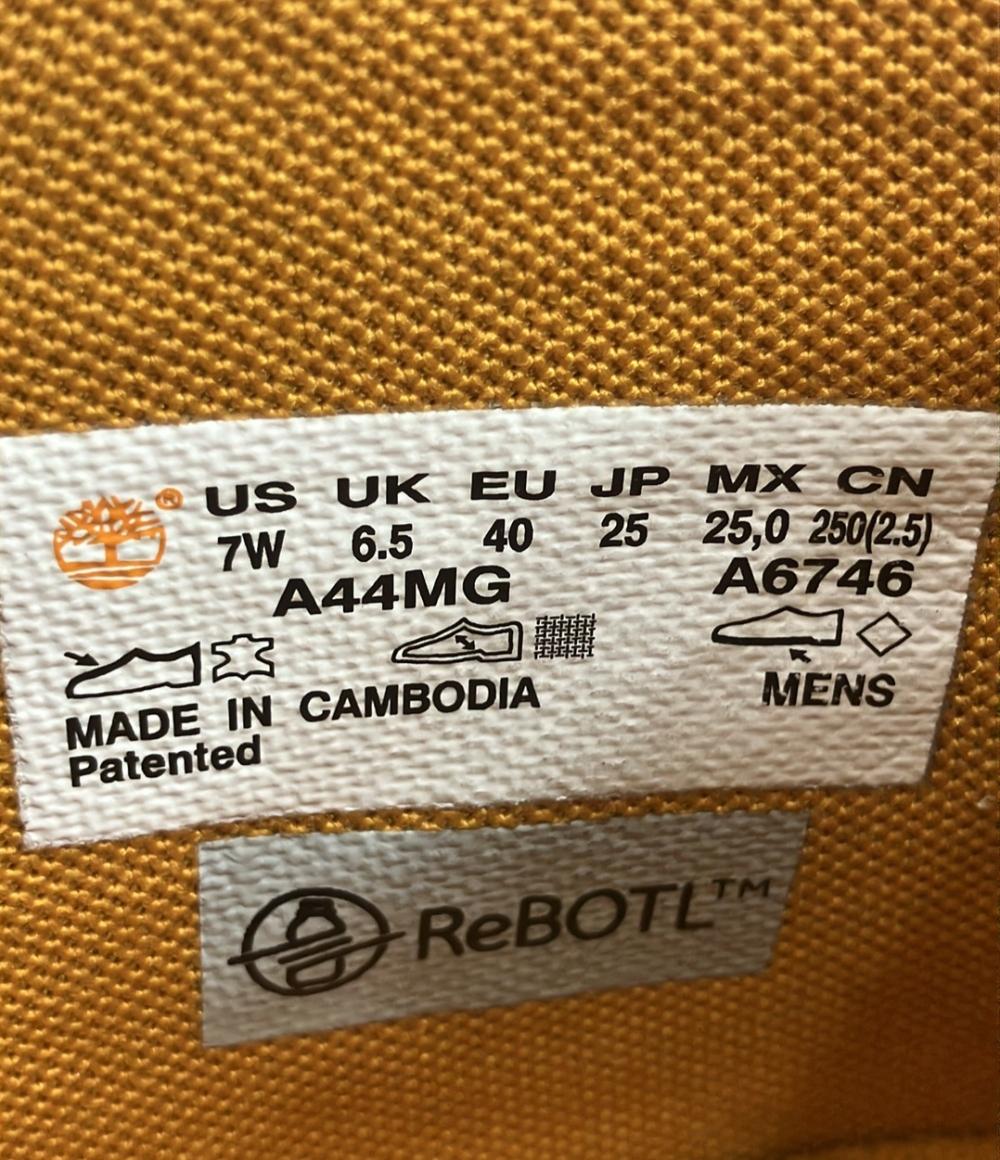 ® US UK EU JP MX CN
7W 6.5 40 25 25,0 250(2.5)
A44MG A6746
MENS
MADE IN CAMBODIA
Patented
ReBOTL™